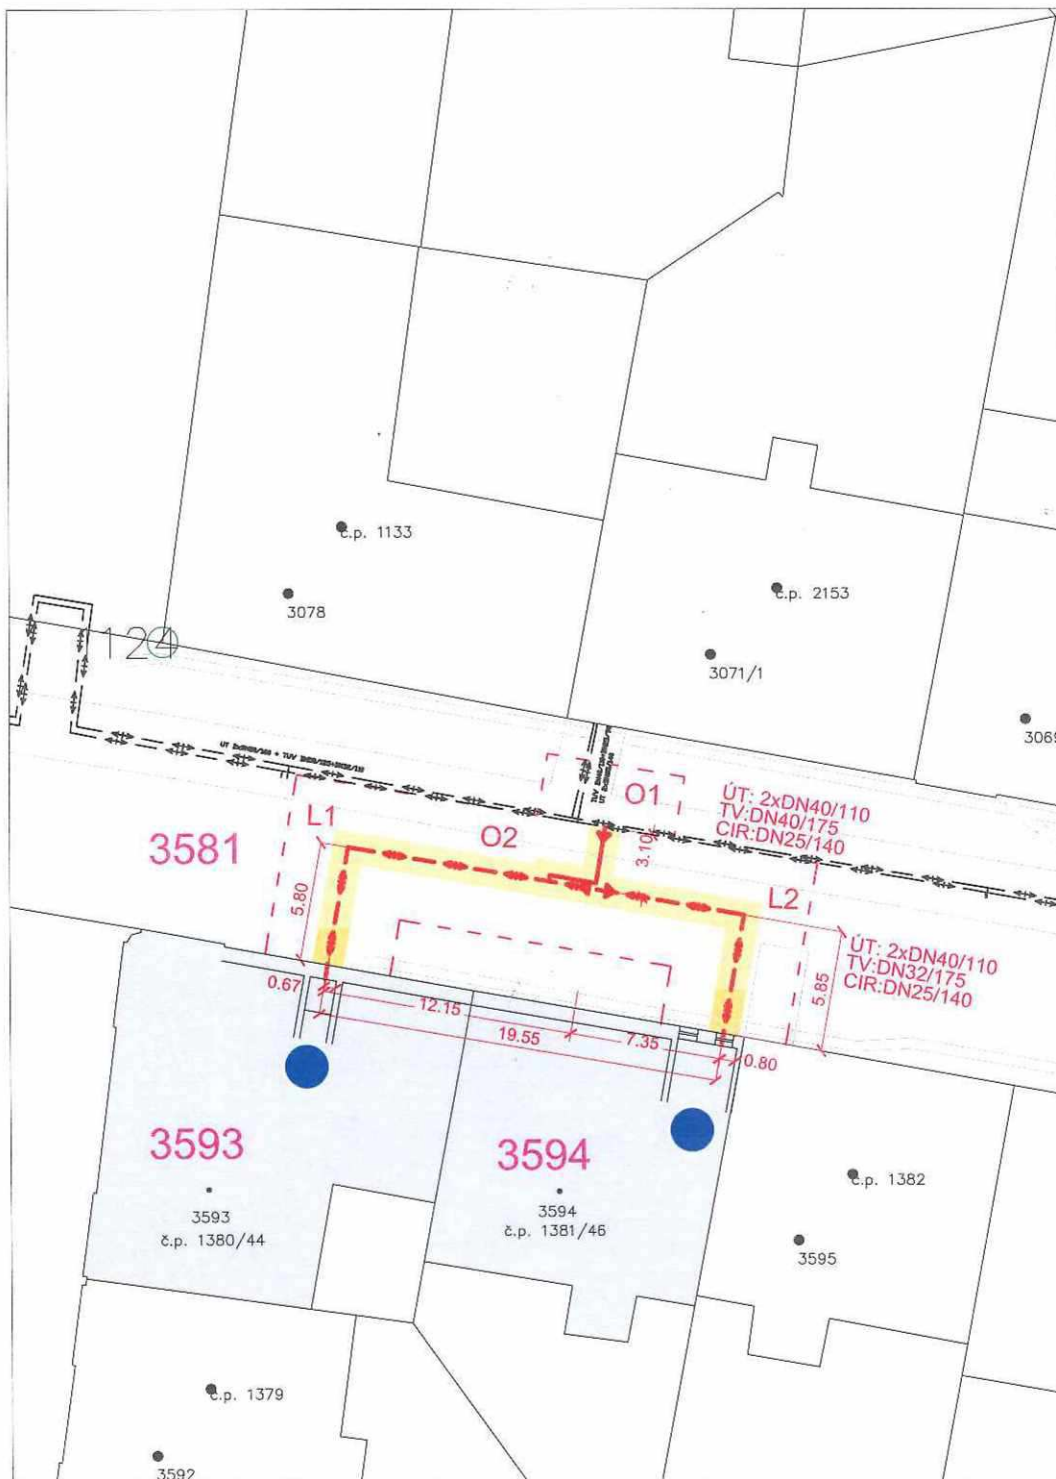 č.p. 1133
3078
č.p. 2153
3071/1
3069
124
O1
ÚT: 2xDN40/110
TV:DN40/175
CIR:DN25/140
L1
O2
3.10
3581
5.80
L2
ÚT: 2xDN40/110
TV:DN32/175
CIR:DN25/140
5.85
0.67
12.15
19.55
7.35
0.80
3593
3594
3593
č.p. 1380/44
3594
č.p. 1381/46
č.p. 1382
3595
č.p. 1379
3592